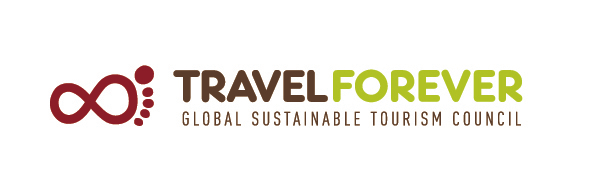 TRAVELFOREVER
GLOBAL SUSTAINABLE TOURISM COUNCIL